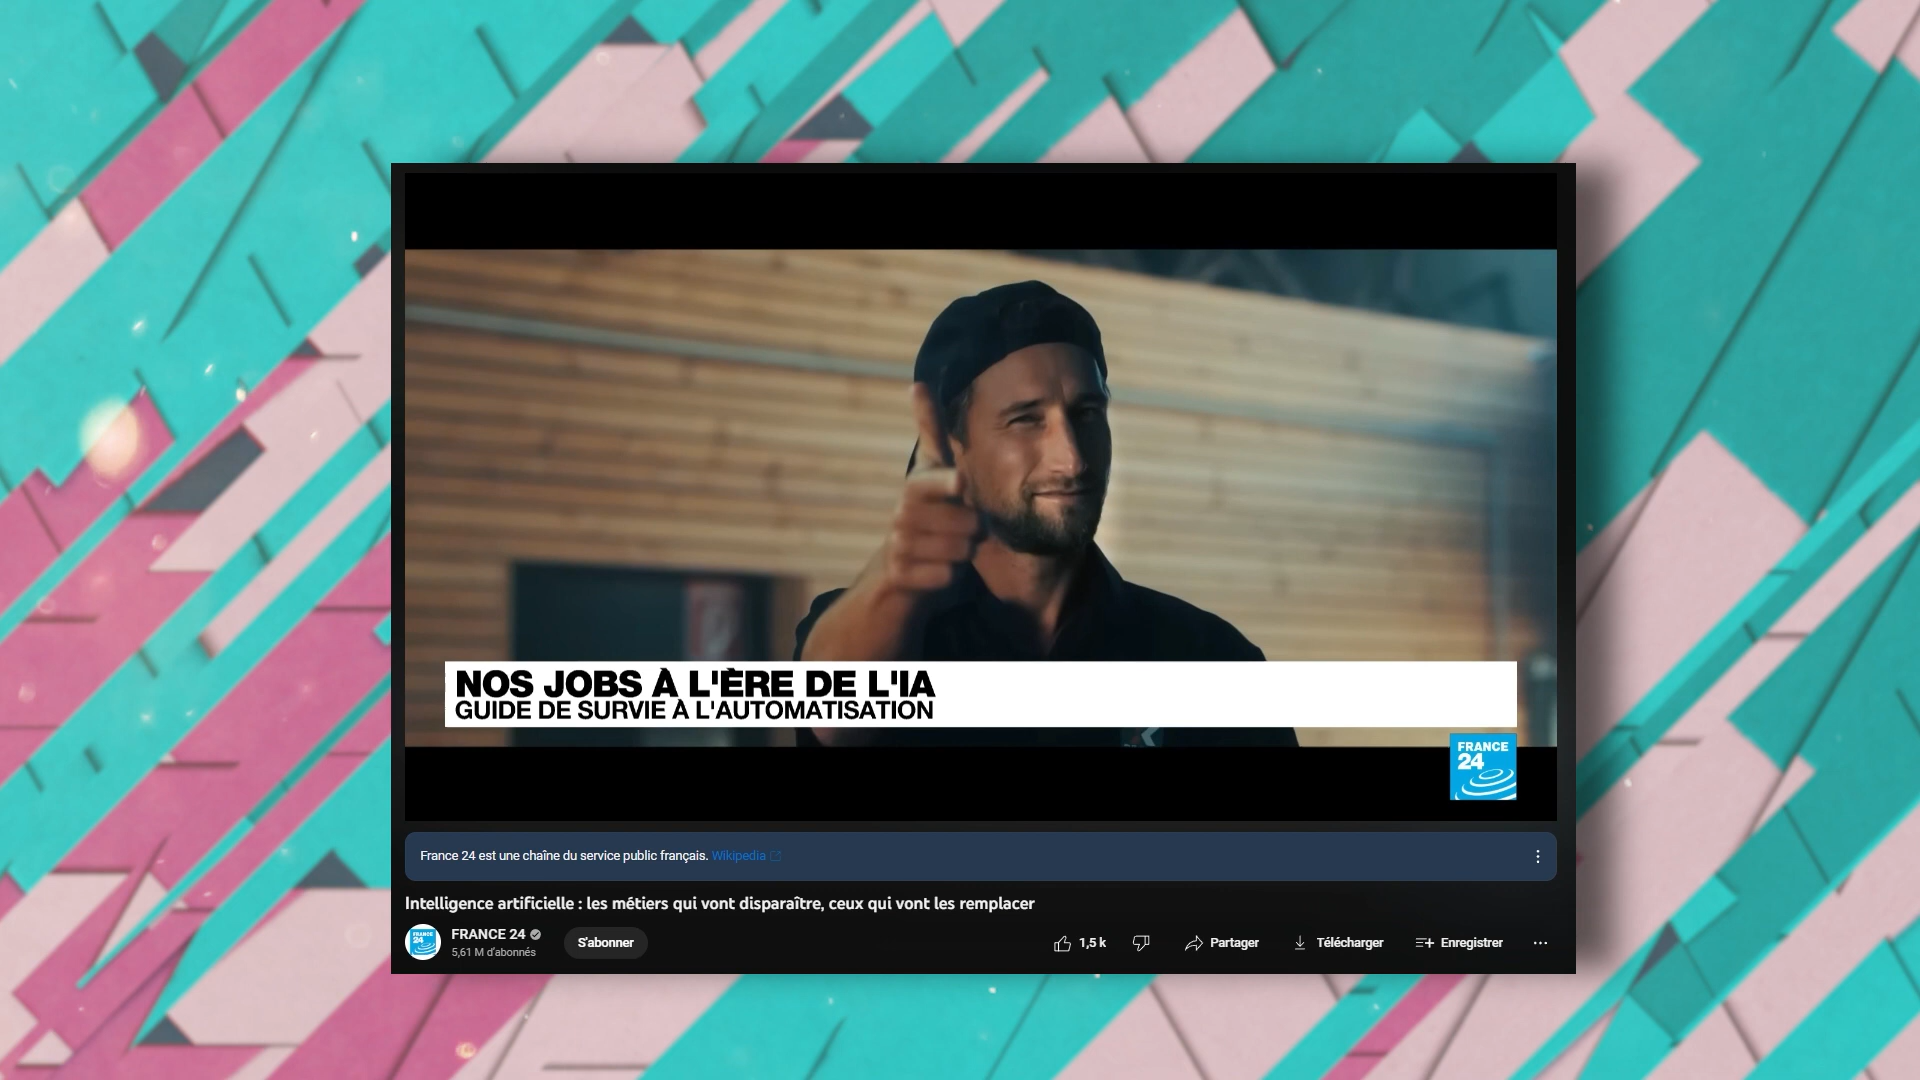 NOS JOBS À L'ÈRE DE L'IA
GUIDE DE SURVIE À L'AUTOMATISATION
FRANCE
24
France 24 est une chaîne du service public français. Wikipedia
Intelligence artificielle : les métiers qui vont disparaître, ceux qui vont les remplacer
FRANCE
24
FRANCE 24
5,61 M d'abonnés
S'abonner
1,5 k
Partager
Télécharger
Enregistrer